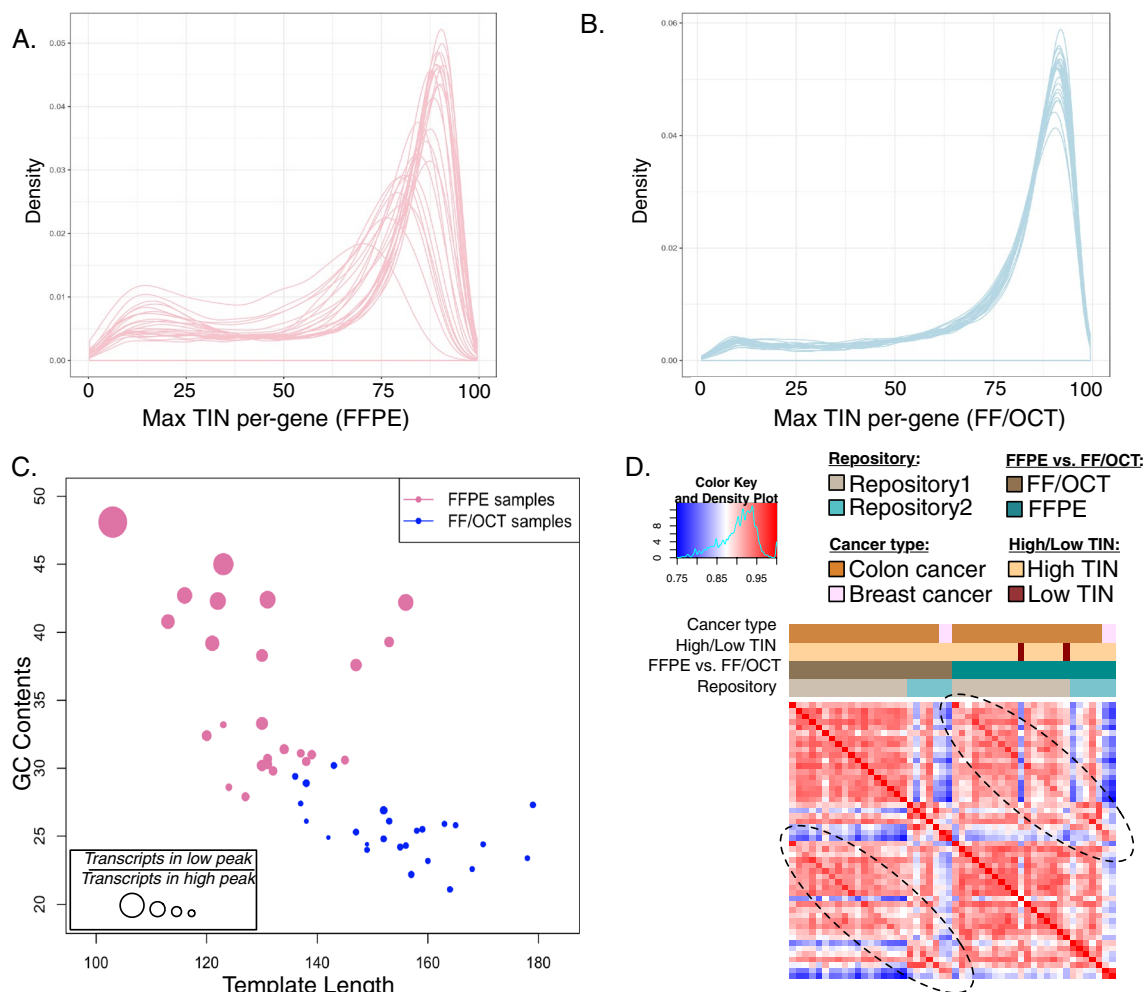 A.
0.05
0.04
0.03
0.02
0.01
0.00
Density
0
25
50
75
100
Max TIN per-gene (FFPE)
B.
0.06
0.04
0.02
0.00
Density
0
25
50
75
100
Max TIN per-gene (FF/OCT)
C.
50
45
40
35
30
25
20
GC Contents
FFPE samples
FF/OCT samples
Transcripts in low peak
Transcripts in high peak
100
120
140
160
180
Template Length
D.
Color Key
and Density Plot
0 4 8
0.75 0.85 0.95
Repository:
Repository1
Repository2
FFPE vs. FF/OCT:
FF/OCT
FFPE
Cancer type:
Colon cancer
Breast cancer
High/Low TIN:
High TIN
Low TIN
Cancer type
High/Low TIN
FFPE vs. FF/OCT
Repository